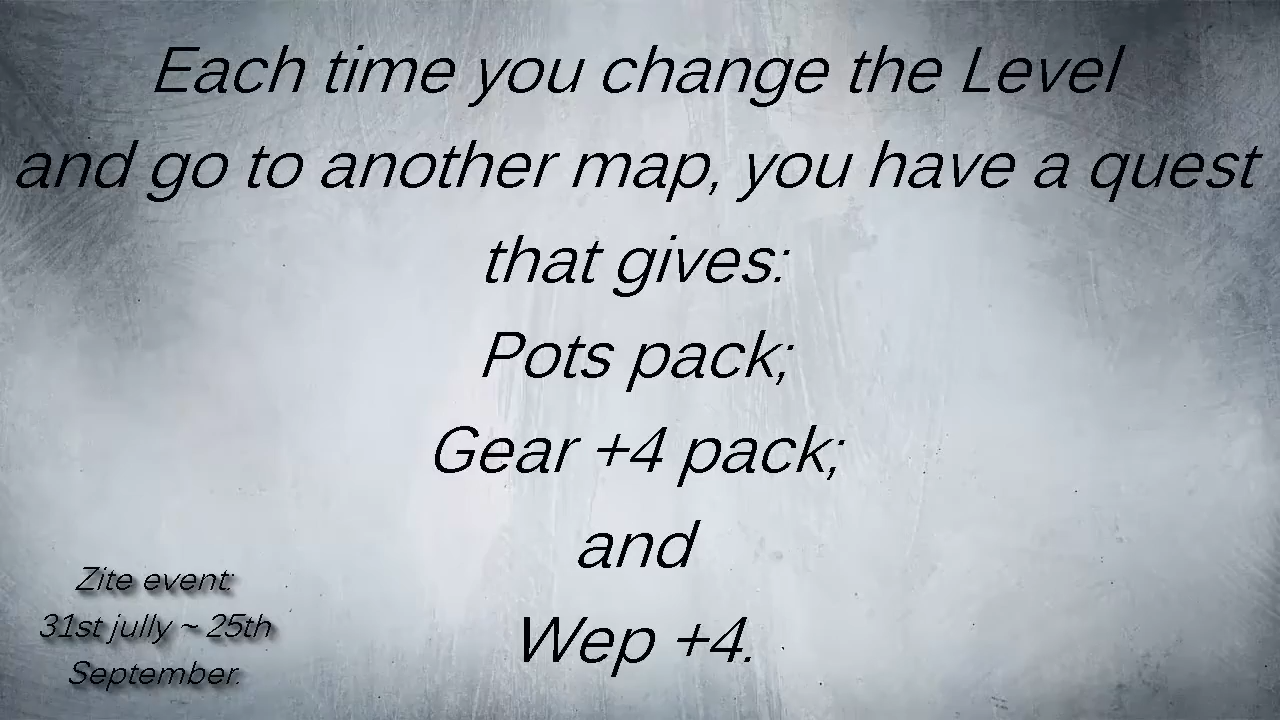 Each time you change the Level
and go to another map, you have a quest
that gives:
Pots pack;
Gear +4 pack;
and
Wep +4.
Zite event:
31st jully ~ 25th
September.